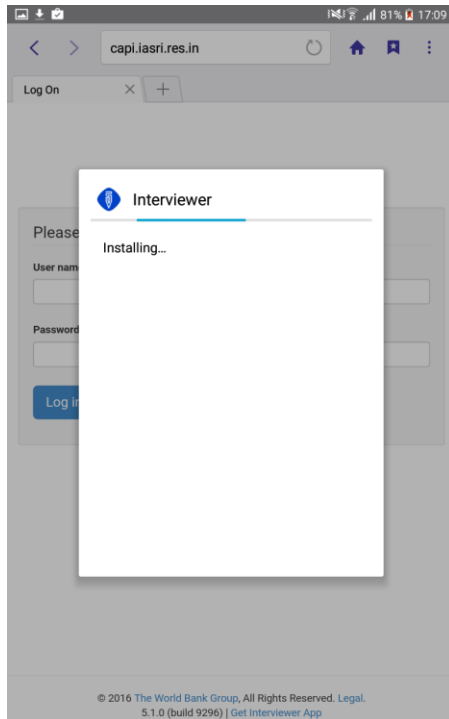 81% 17:09
capi.iasri.res.in
Log On
Interviewer
Installing...
Please
User nam
Password
Log in
© 2016 The World Bank Group, All Rights Reserved. Legal.
5.1.0 (build 9296) | Get Interviewer App